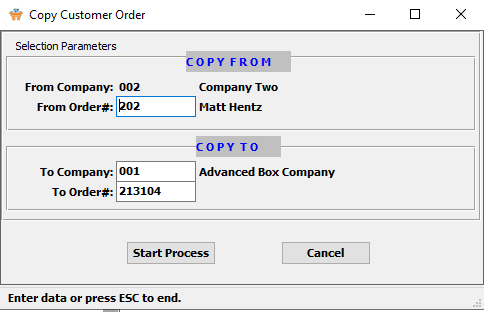 Copy Customer Order
Selection Parameters
COPY FROM
From Company: 002 Company Two
From Order#: 202 Matt Hentz
COPY TO
To Company: 001 Advanced Box Company
To Order#: 213104
Start Process Cancel
Enter data or press ESC to end.